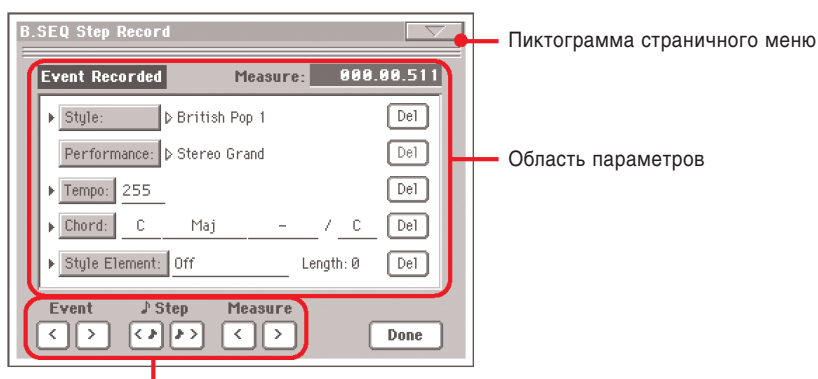 B.SEQ Step Record
Пиктограмма страничного меню
Event Recorded Measure: 000.00.511
Style: British Pop 1 Del
Performance: Stereo Grand Del
Область параметров
Tempo: 255 Del
Chord: C Maj - / C Del
Style Element: Off Length: 0 Del
Event ♪ Step Measure
< > <♪ ♪> < > Done